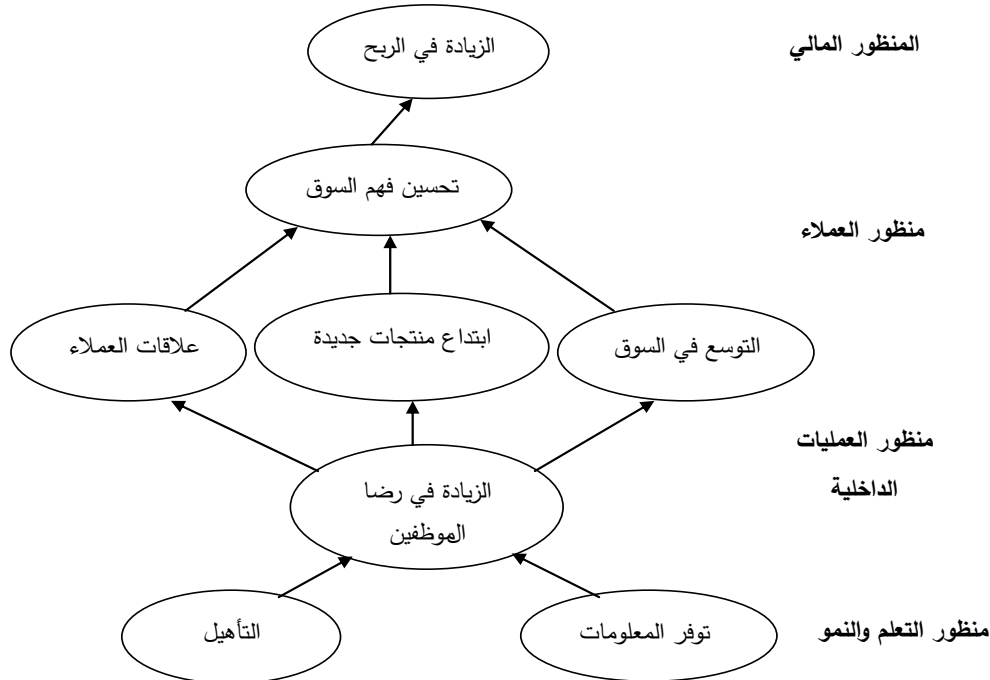 الزيادة في الربح
المنظور المالي
تحسين فهم السوق
منظور العملاء
التوسع في السوق
ابتداع منتجات جديدة
علاقات العملاء
منظور العمليات
الداخلية
الزيادة في رضا
الموظفين
منظور التعلم والنمو
توفر المعلومات
التأهيل